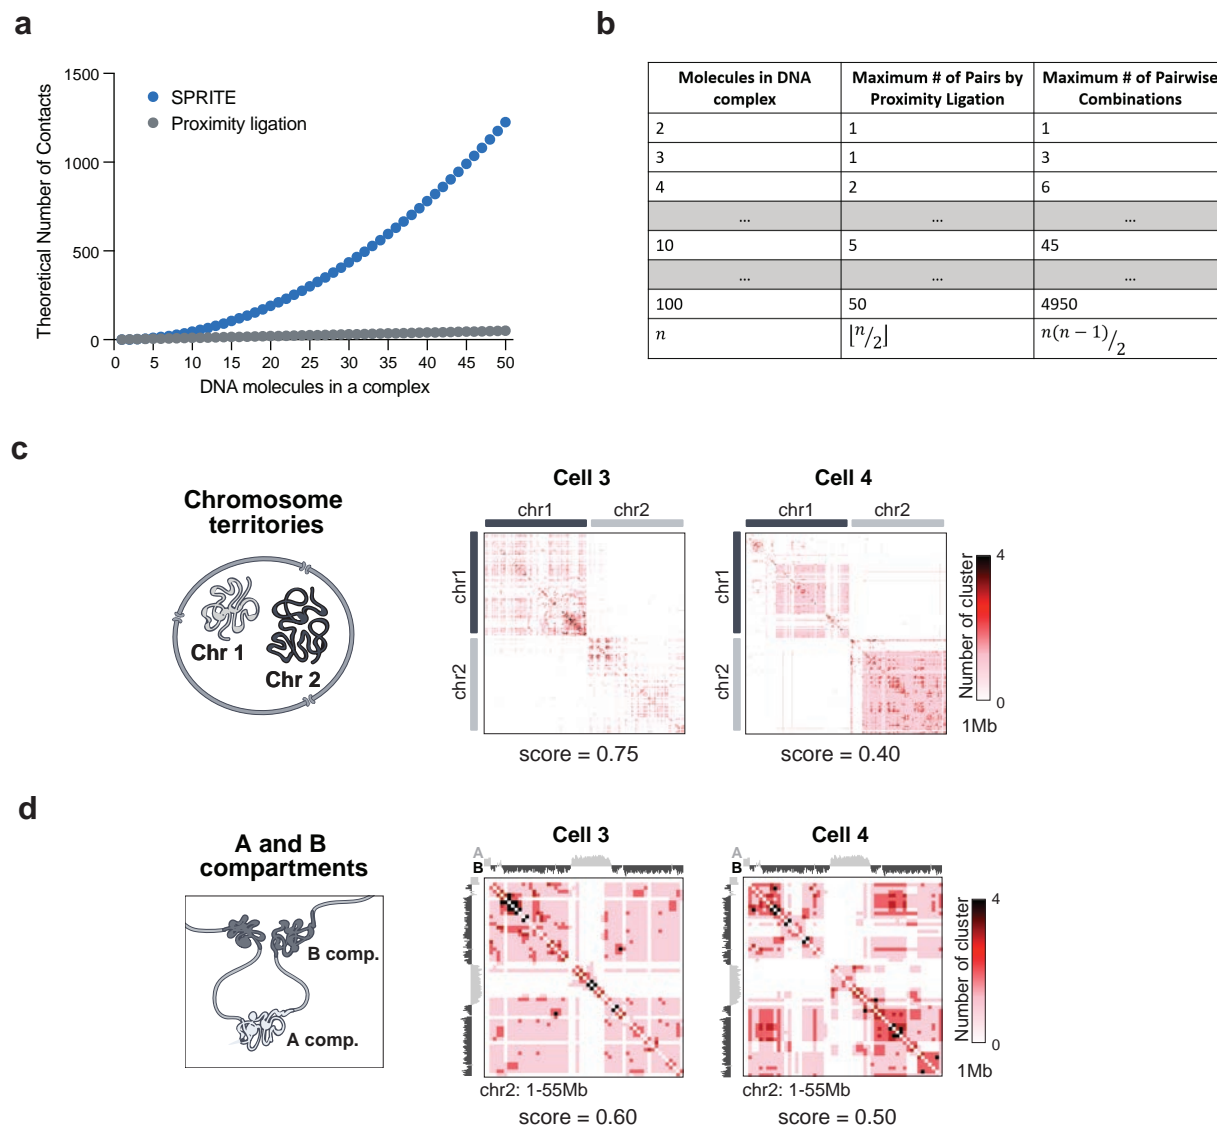 a
1500
1000
500
0
Theoretical Number of Contacts
SPRITE
Proximity ligation
0 5 10 15 20 25 30 35 40 45 50
DNA molecules in a complex
b
Molecules in DNA complex | Maximum # of Pairs by Proximity Ligation | Maximum # of Pairwise Combinations
2 | 1 | 1
3 | 1 | 3
4 | 2 | 6
... | ... | ...
10 | 5 | 45
... | ... | ...
100 | 50 | 4950
n | ⌊n/2⌋ | n(n − 1)/2
c
Chromosome
territories
Chr 1
Chr 2
Cell 3
chr1 chr2
chr1
chr2
score = 0.75
Cell 4
chr1 chr2
chr1
chr2
score = 0.40
Number of cluster
4
0
1Mb
d
A and B
compartments
B comp.
A comp.
Cell 3
A
B
chr2: 1-55Mb
score = 0.60
Cell 4
A
B
chr2: 1-55Mb
score = 0.50
Number of cluster
4
0
1Mb